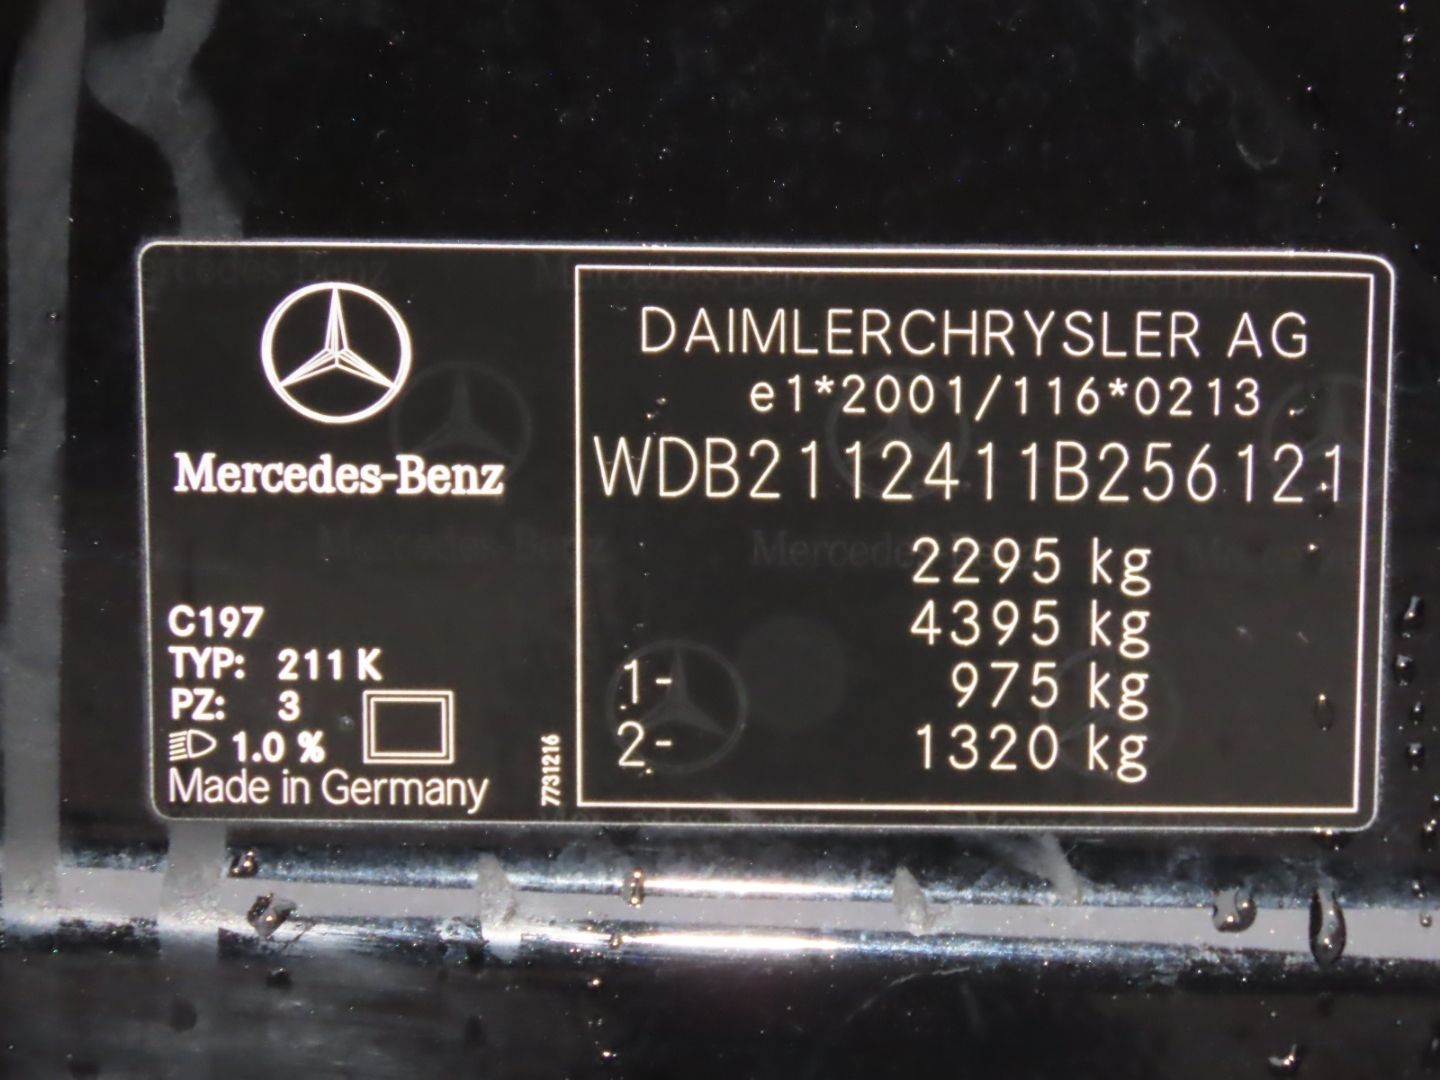 Mercedes-Benz
C197
TYP: 211 K
PZ: 3
1.0 %
Made in Germany
7731216
DAIMLERCHRYSLER AG
e1*2001/116*0213
WDB2112411B256121
2295 kg
4395 kg
1- 975 kg
2- 1320 kg